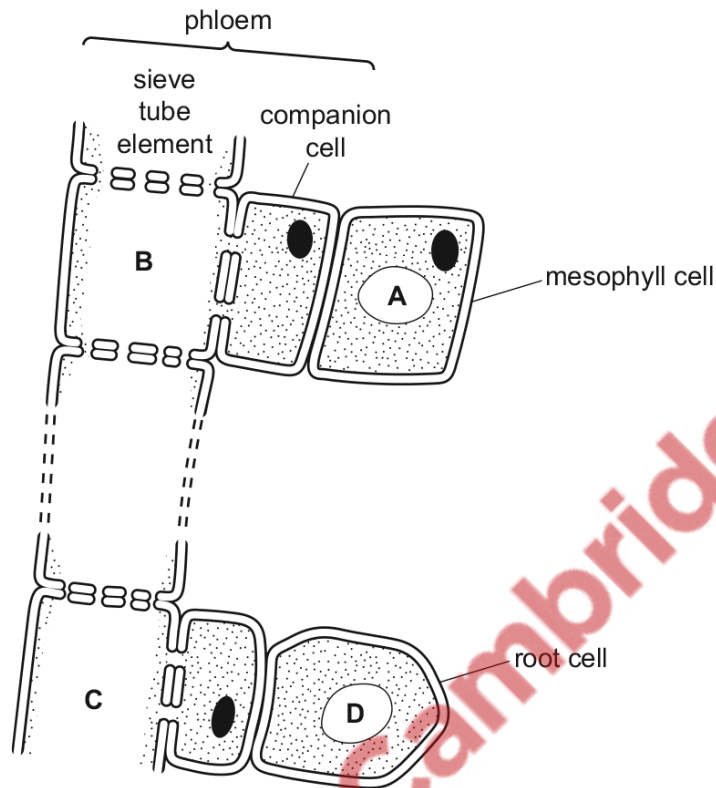 phloem
sieve
tube
element
companion
cell
B
A
mesophyll cell
C
D
root cell
Cambridge